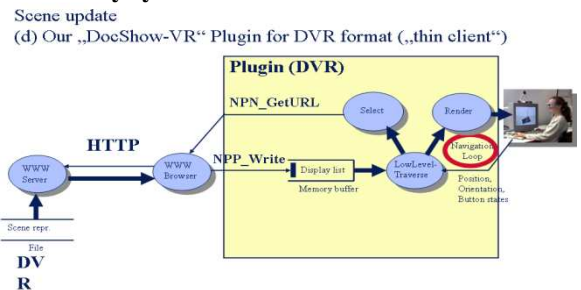 Scene update
(d) Our „DocShow-VR“ Plugin for DVR format („thin client“)
Plugin (DVR)
NPN_GetURL
Select
Render
HTTP
Navigation
Loop
WWW
Server
WWW
Browser
NPP_Write
Display list
LowLevel-
Traverse
Memory buffer
Position,
Orientation,
Button states
Scene repr.
File
DV
R